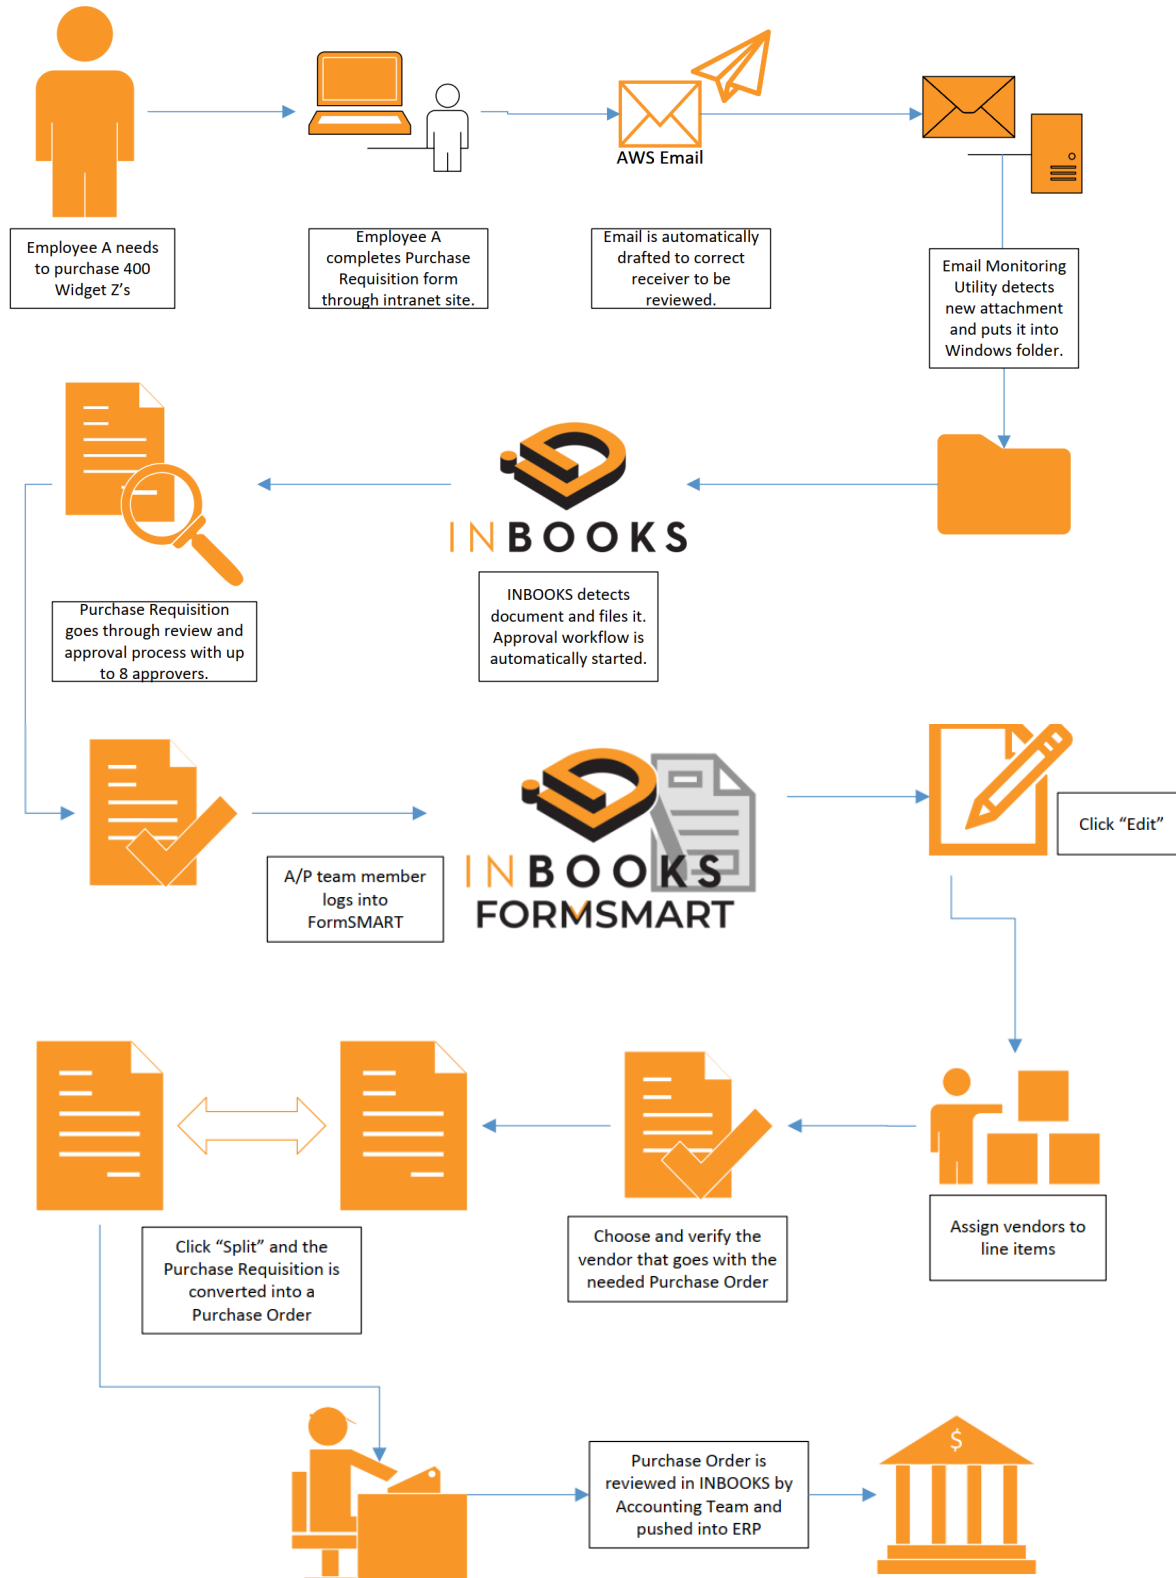 AWS Email
Employee A needs
to purchase 400
Widget Z's
Employee A
completes Purchase
Requisition form
through intranet site.
Email is automatically
drafted to correct
receiver to be
reviewed.
Email Monitoring
Utility detects
new attachment
and puts it into
Windows folder.
INBOOKS
Purchase Requisition
goes through review and
approval process with up
to 8 approvers.
INBOOKS detects
document and files it.
Approval workflow is
automatically started.
Click “Edit”
A/P team member
logs into
FormSMART
INBOOKS
FORMSMART
Click “Split” and the
Purchase Requisition is
converted into a
Purchase Order
Choose and verify the
vendor that goes with the
needed Purchase Order
Assign vendors to
line items
Purchase Order is
reviewed in INBOOKS by
Accounting Team and
pushed into ERP
$